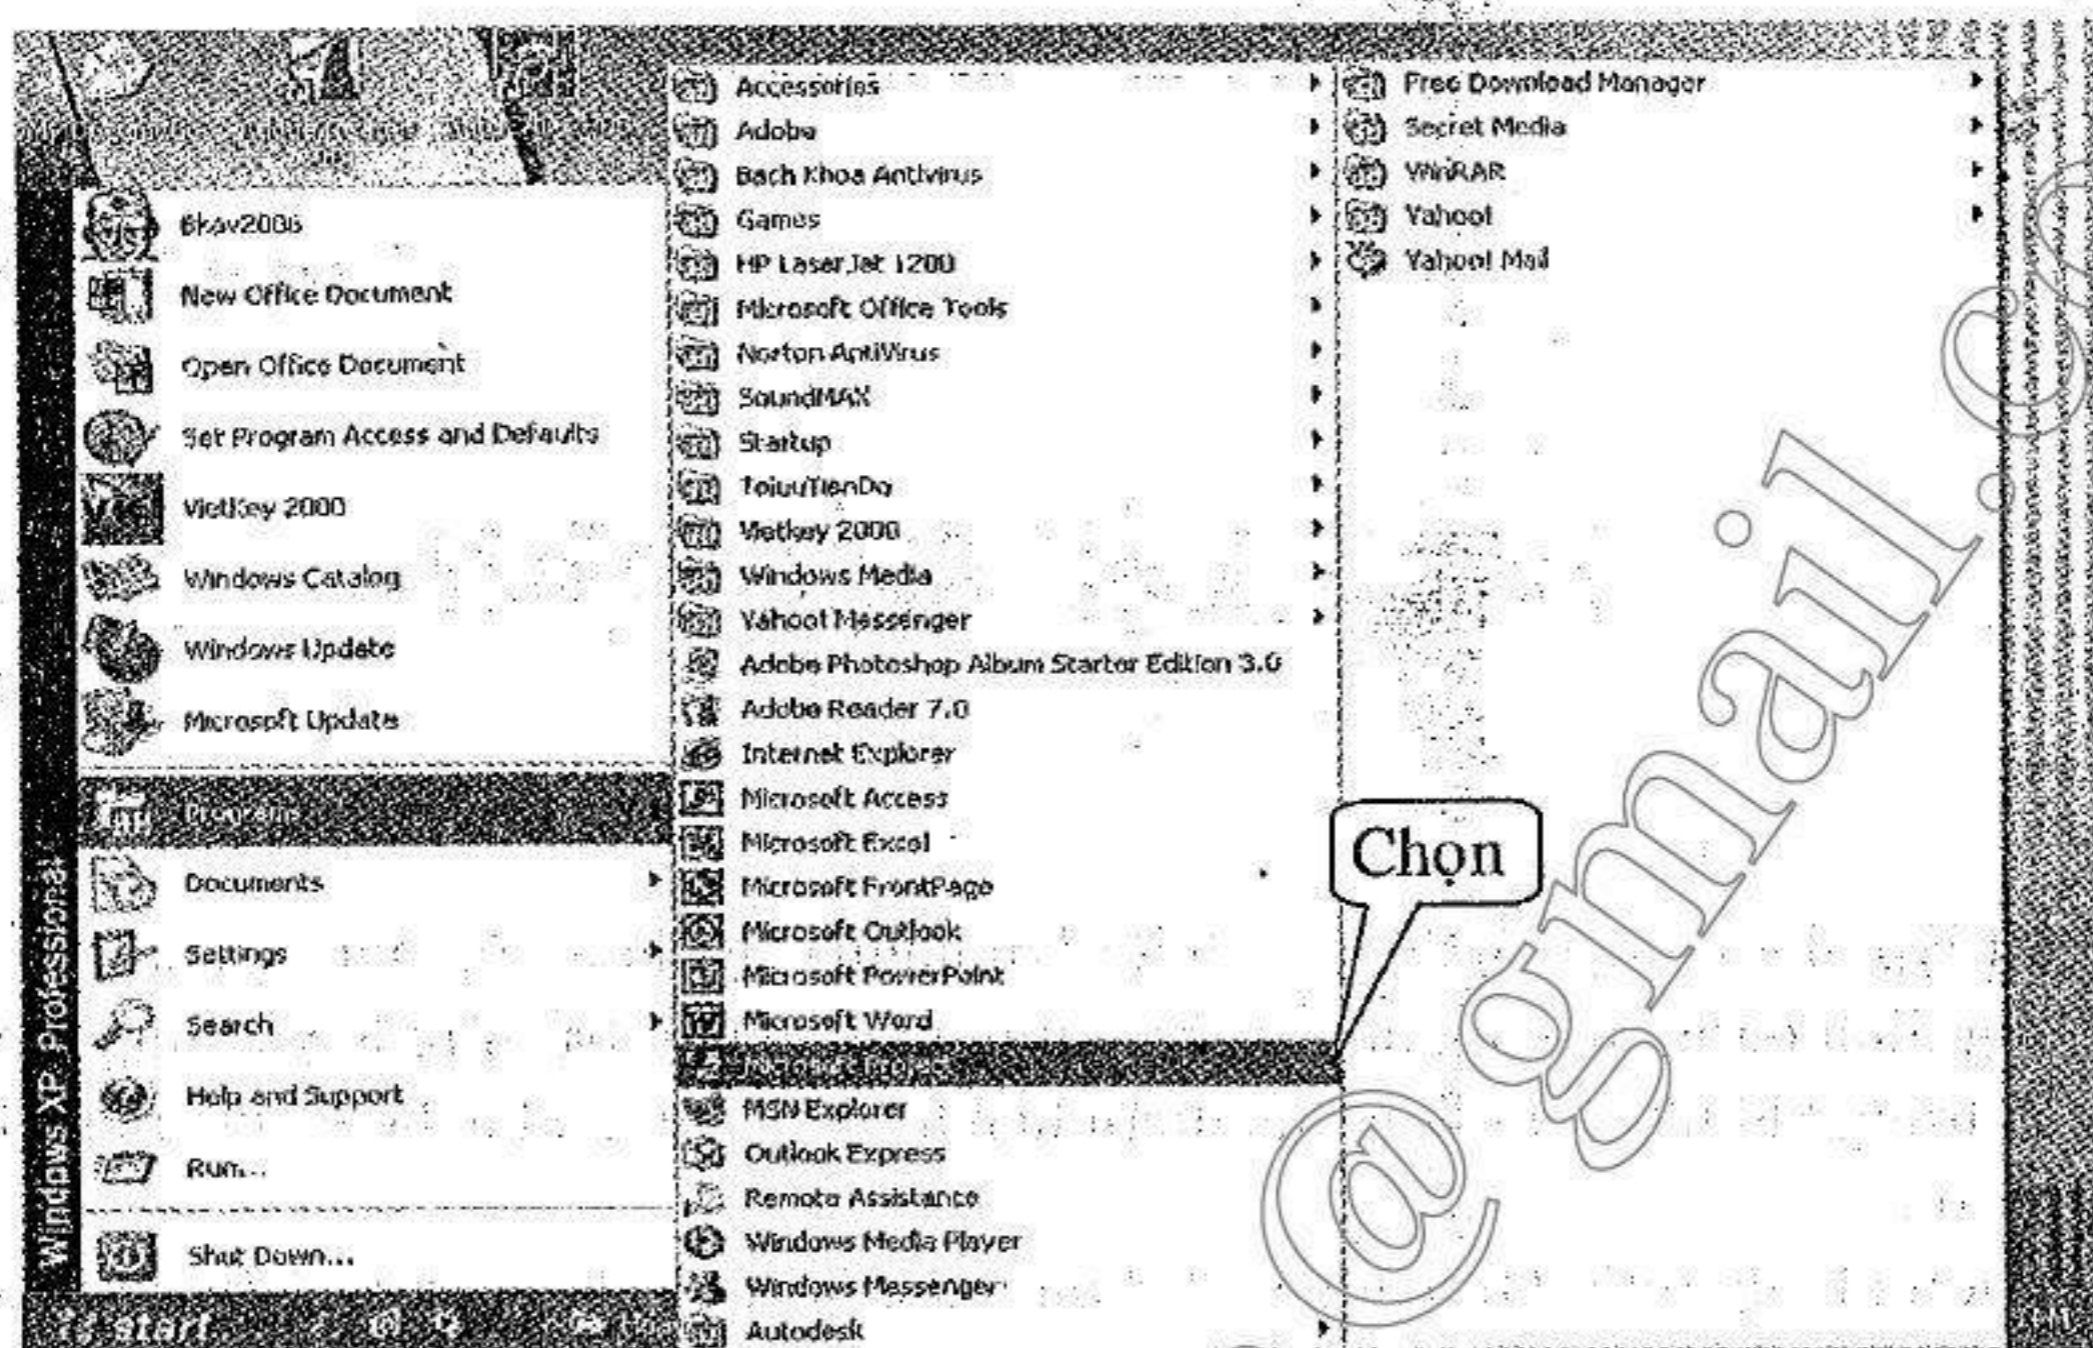 Bkav2006
New Office Document
Open Office Document
Set Program Access and Defaults
VietKey 2000
Windows Catalog
Windows Update
Microsoft Update
Programs
Documents
Settings
Search
Help and Support
Run...
Shut Down...
Windows XP Professional
start
Accessories
Adobe
Bach Khoa Antivirus
Games
HP LaserJet 1200
Microsoft Office Tools
Norton AntiVirus
SoundMAX
Startup
Vietkey 2000
Windows Media
Yahoo! Messenger
Adobe Photoshop Album Starter Edition 3.0
Adobe Reader 7.0
Internet Explorer
Microsoft Access
Microsoft Excel
Microsoft FrontPage
Microsoft Outlook
Microsoft PowerPoint
Microsoft Word
Microsoft Project
MSN Explorer
Outlook Express
Remote Assistance
Windows Media Player
Windows Messenger
Autodesk
Free Download Manager
Secret Media
WinRAR
Yahoo!
Yahoo! Mail
Chọn
@gmail.c